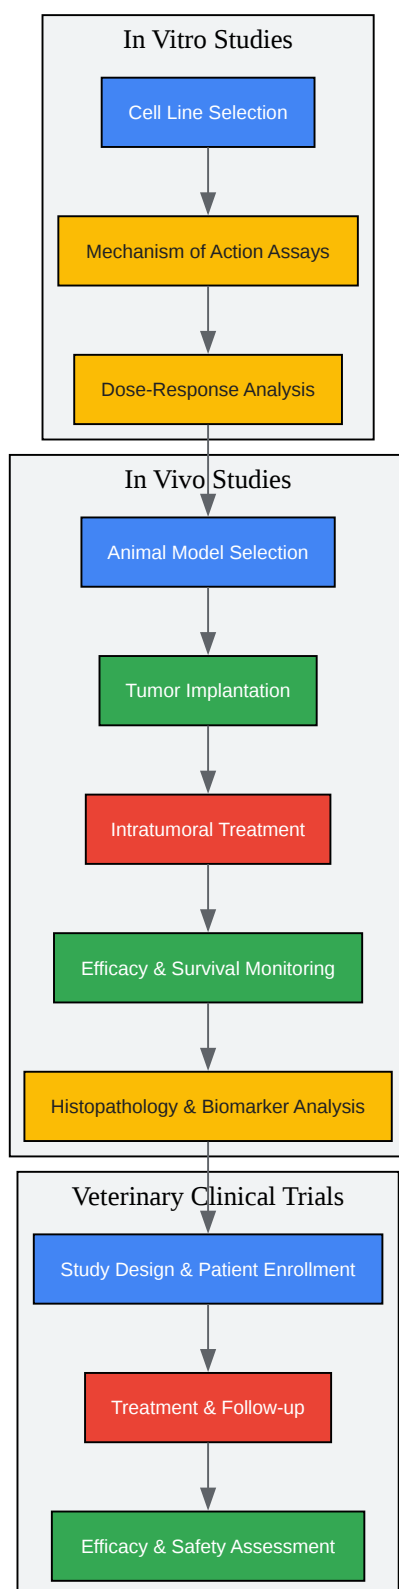 In Vitro Studies
Cell Line Selection
Mechanism of Action Assays
Dose-Response Analysis
In Vivo Studies
Animal Model Selection
Tumor Implantation
Intratumoral Treatment
Efficacy & Survival Monitoring
Histopathology & Biomarker Analysis
Veterinary Clinical Trials
Study Design & Patient Enrollment
Treatment & Follow-up
Efficacy & Safety Assessment